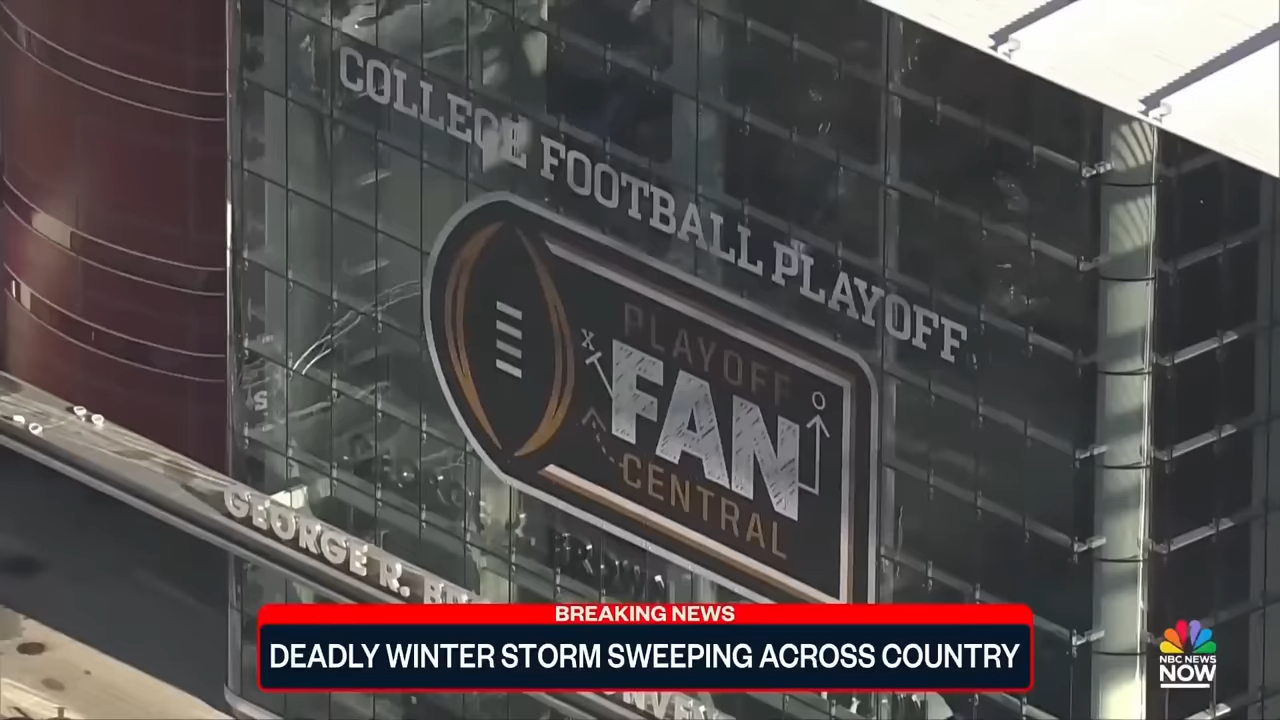 COLLEGE FOOTBALL PLAYOFF
PLAYOFF
X
FAN
O
CENTRAL
GEORGE R.
BREAKING NEWS
DEADLY WINTER STORM SWEEPING ACROSS COUNTRY
NBC NEWS
NOW